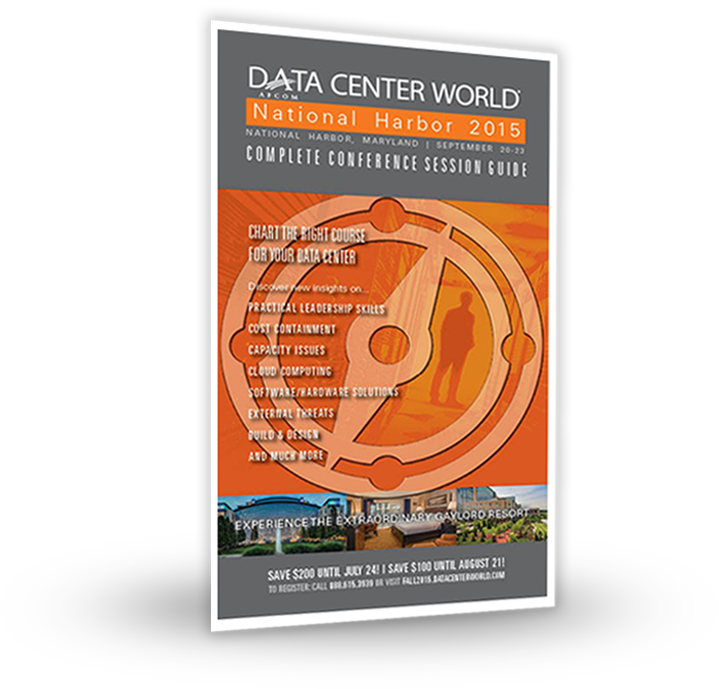 DATA CENTER WORLD
AFCOM
National Harbor 2015
NATIONAL HARBOR, MARYLAND | SEPTEMBER 20-23
COMPLETE CONFERENCE SESSION GUIDE
CHART THE RIGHT COURSE
FOR YOUR DATA CENTER
Discover new insights on...
PRACTICAL LEADERSHIP SKILLS
COST CONTAINMENT
CAPACITY ISSUES
CLOUD COMPUTING
SOFTWARE/HARDWARE SOLUTIONS
EXTERNAL THREATS
BUILD & DESIGN
AND MUCH MORE
EXPERIENCE THE EXTRAORDINARY GAYLORD RESORT...
SAVE $200 UNTIL JULY 24! | SAVE $100 UNTIL AUGUST 21!
TO REGISTER: CALL 888.615.3939 OR VISIT FALL2015.DATACENTERWORLD.COM